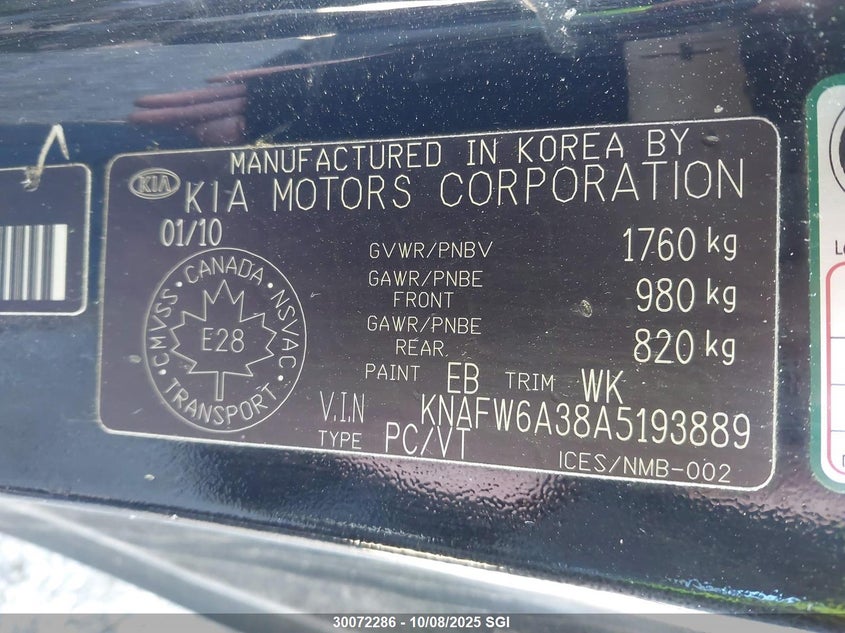 MANUFACTURED IN KOREA BY
KIA KIA MOTORS CORPORATION
01/10
GVWR/PNBV 1760 kg
GAWR/PNBE FRONT 980 kg
GAWR/PNBE REAR 820 kg
CMVSS · CANADA · NSVAC · TRANSPORT ·
E28
PAINT EB TRIM WK
V.I.N KNAFW6A38A5193889
TYPE PC/VT
ICES/NMB-002
30072286 - 10/08/2025 SGI